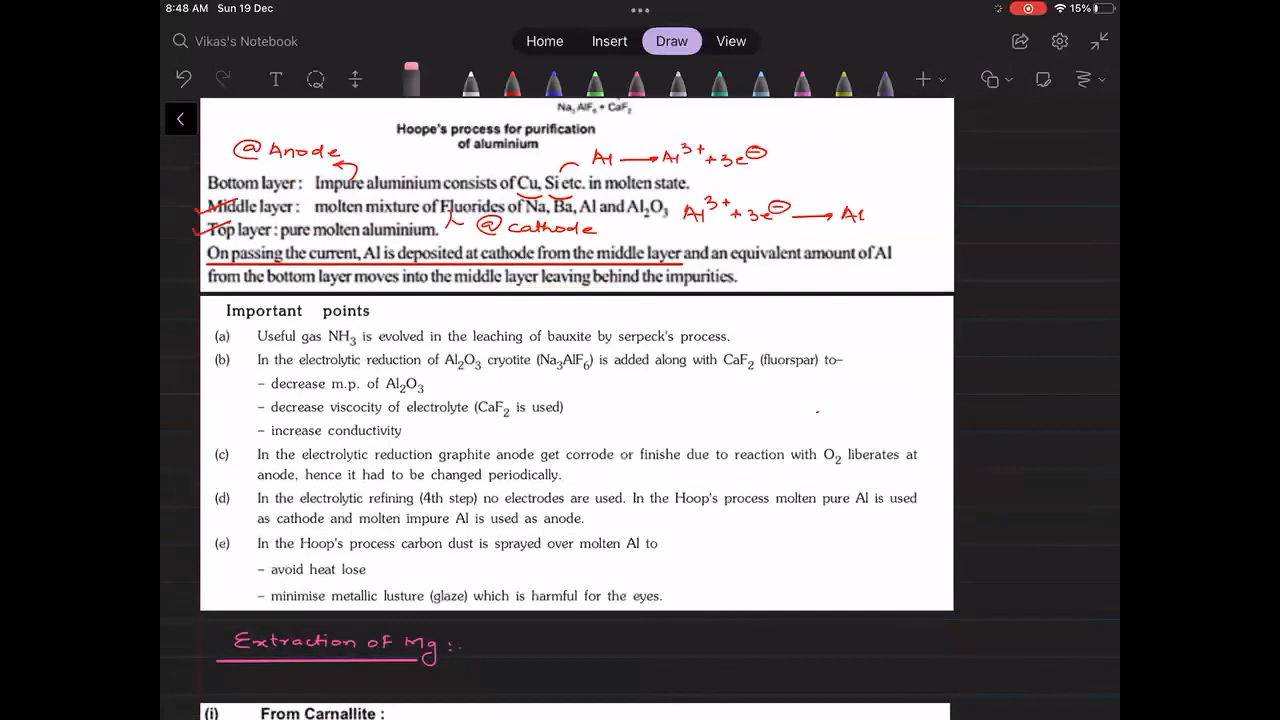 8:48 AM Sun 19 Dec
15%
Vikas's Notebook
Home Insert Draw View
Na₃AlF₆ + CaF₂
Hoope's process for purification
of aluminium
@ Anode
Al → Al³⁺ + 3e⊖
Bottom layer : Impure aluminium consists of Cu, Si etc. in molten state.
Middle layer : molten mixture of Fluorides of Na, Ba, Al and Al₂O₃
Al³⁺ + 3e⊖ → Al
Top layer : pure molten aluminium.
@ cathode
On passing the current, Al is deposited at cathode from the middle layer and an equivalent amount of Al
from the bottom layer moves into the middle layer leaving behind the impurities.
Important points
(a) Useful gas NH₃ is evolved in the leaching of bauxite by serpeck's process.
(b) In the electrolytic reduction of Al₂O₃ cryotite (Na₃AlF₆) is added along with CaF₂ (fluorspar) to–
– decrease m.p. of Al₂O₃
– decrease viscocity of electrolyte (CaF₂ is used)
– increase conductivity
(c) In the electrolytic reduction graphite anode get corrode or finishe due to reaction with O₂ liberates at
anode, hence it had to be changed periodically.
(d) In the electrolytic refining (4th step) no electrodes are used. In the Hoop's process molten pure Al is used
as cathode and molten impure Al is used as anode.
(e) In the Hoop's process carbon dust is sprayed over molten Al to
– avoid heat lose
– minimise metallic lusture (glaze) which is harmful for the eyes.
Extraction of Mg :-
(i) From Carnallite :